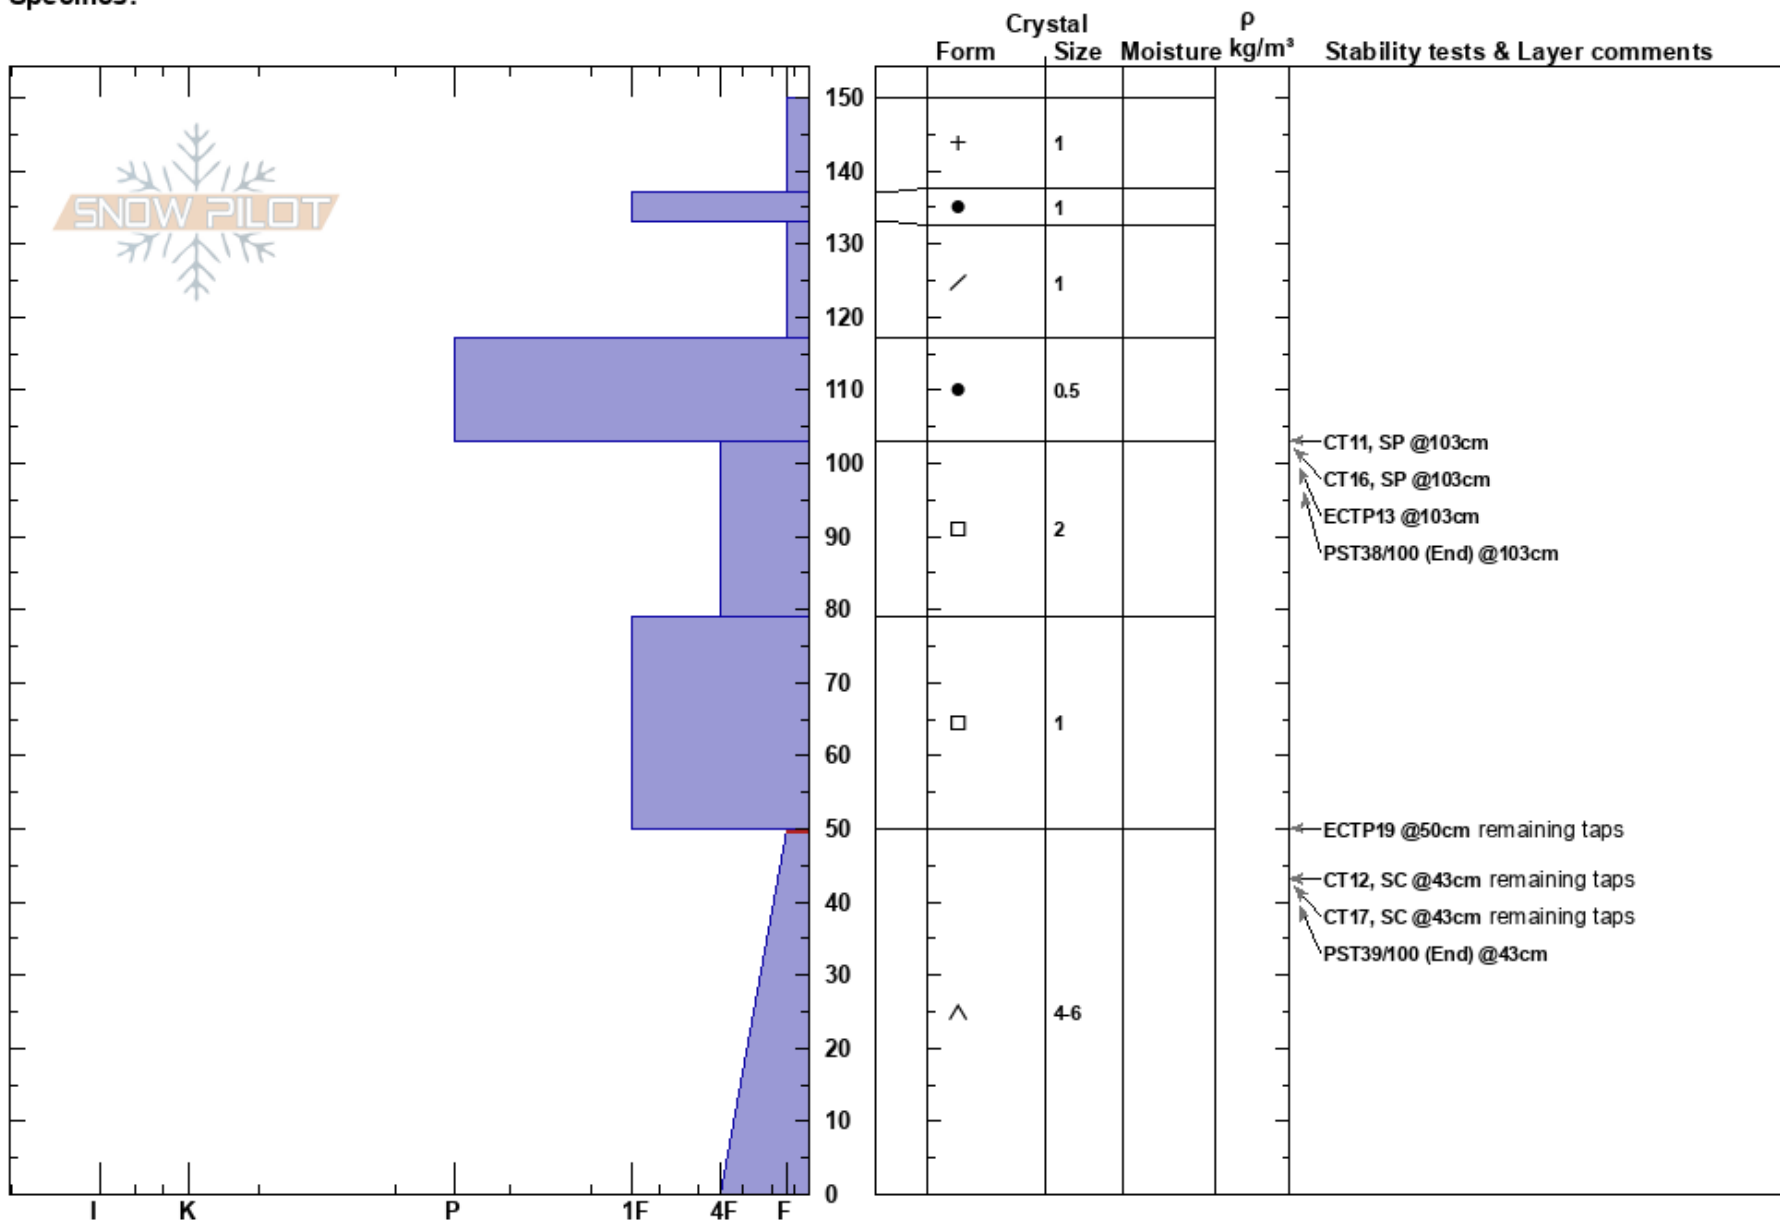 Specifics:
Crystal
ρ
Form Size Moisture kg/m³ Stability tests & Layer comments
SNOW PILOT
150
+ 1
140
● 1
130
/ 1
120
110
● 0.5
CT11, SP @103cm
100
CT16, SP @103cm
ECTP13 @103cm
90
□ 2
PST38/100 (End) @103cm
80
70
□ 1
60
50
ECTP19 @50cm remaining taps
CT12, SC @43cm remaining taps
40
CT17, SC @43cm remaining taps
PST39/100 (End) @43cm
30
∧ 4-6
20
10
0
I K P 1F 4F F